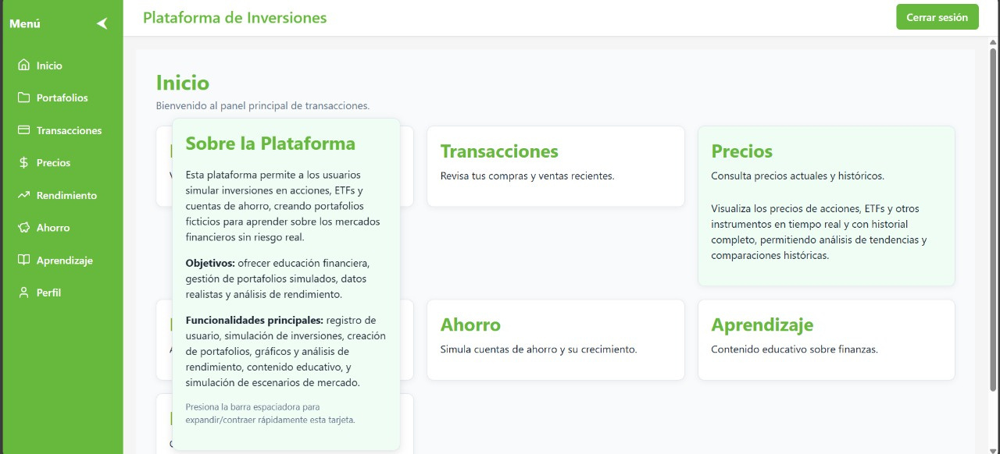 Menú
Inicio
Portafolios
Transacciones
Precios
Rendimiento
Ahorro
Aprendizaje
Perfil
Plataforma de Inversiones
Cerrar sesión
Inicio
Bienvenido al panel principal de transacciones.
Sobre la Plataforma
Esta plataforma permite a los usuarios
simular inversiones en acciones, ETFs y
cuentas de ahorro, creando portafolios
ficticios para aprender sobre los mercados
financieros sin riesgo real.
Objetivos: ofrecer educación financiera,
gestión de portafolios simulados, datos
realistas y análisis de rendimiento.
Funcionalidades principales: registro de
usuario, simulación de inversiones, creación
de portafolios, gráficos y análisis de
rendimiento, contenido educativo, y
simulación de escenarios de mercado.
Presiona la barra espaciadora para
expandir/contraer rápidamente esta tarjeta.
Transacciones
Revisa tus compras y ventas recientes.
Precios
Consulta precios actuales y históricos.
Visualiza los precios de acciones, ETFs y otros
instrumentos en tiempo real y con historial
completo, permitiendo análisis de tendencias y
comparaciones históricas.
Ahorro
Simula cuentas de ahorro y su crecimiento.
Aprendizaje
Contenido educativo sobre finanzas.